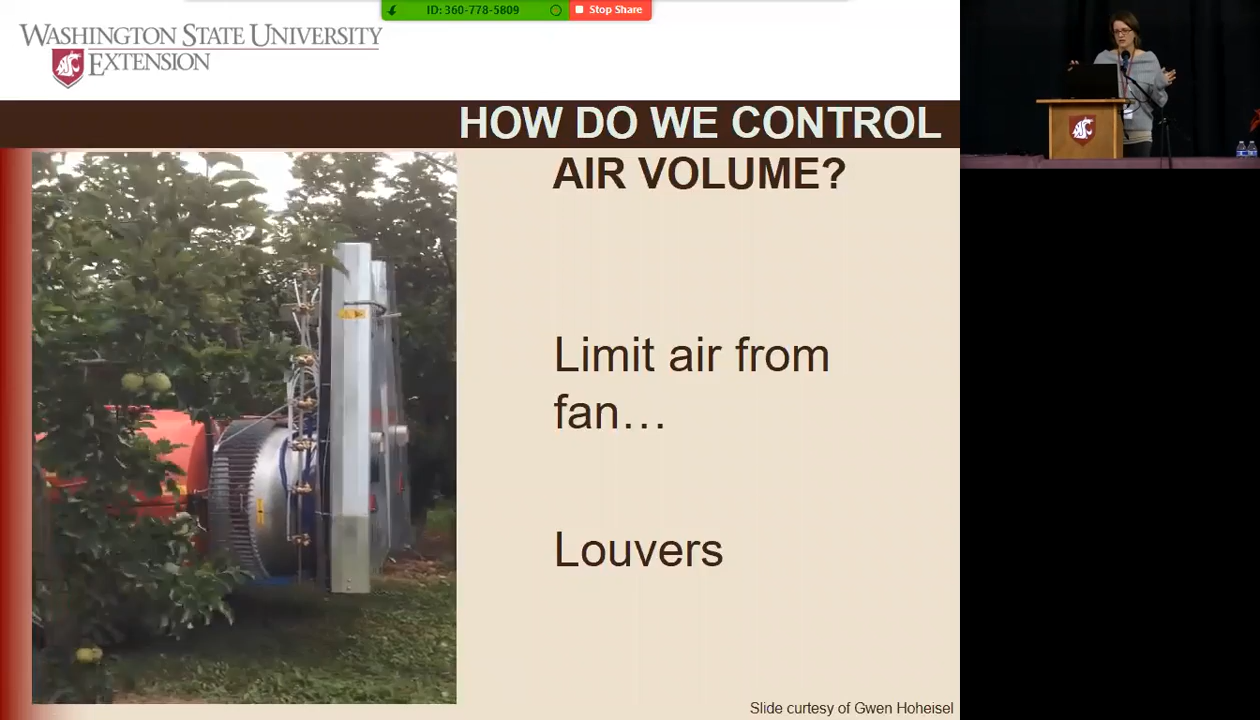 ID: 360-778-5809
Stop Share
WASHINGTON STATE UNIVERSITY
EXTENSION
HOW DO WE CONTROL
AIR VOLUME?
Limit air from
fan…
Louvers
Slide curtesy of Gwen Hoheisel